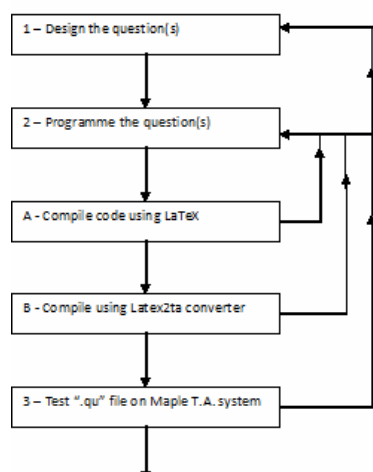 1 – Design the question(s)
2 – Programme the question(s)
A - Compile code using LaTeX
B - Compile using Latex2ta converter
3 – Test “.qu” file on Maple T.A. system